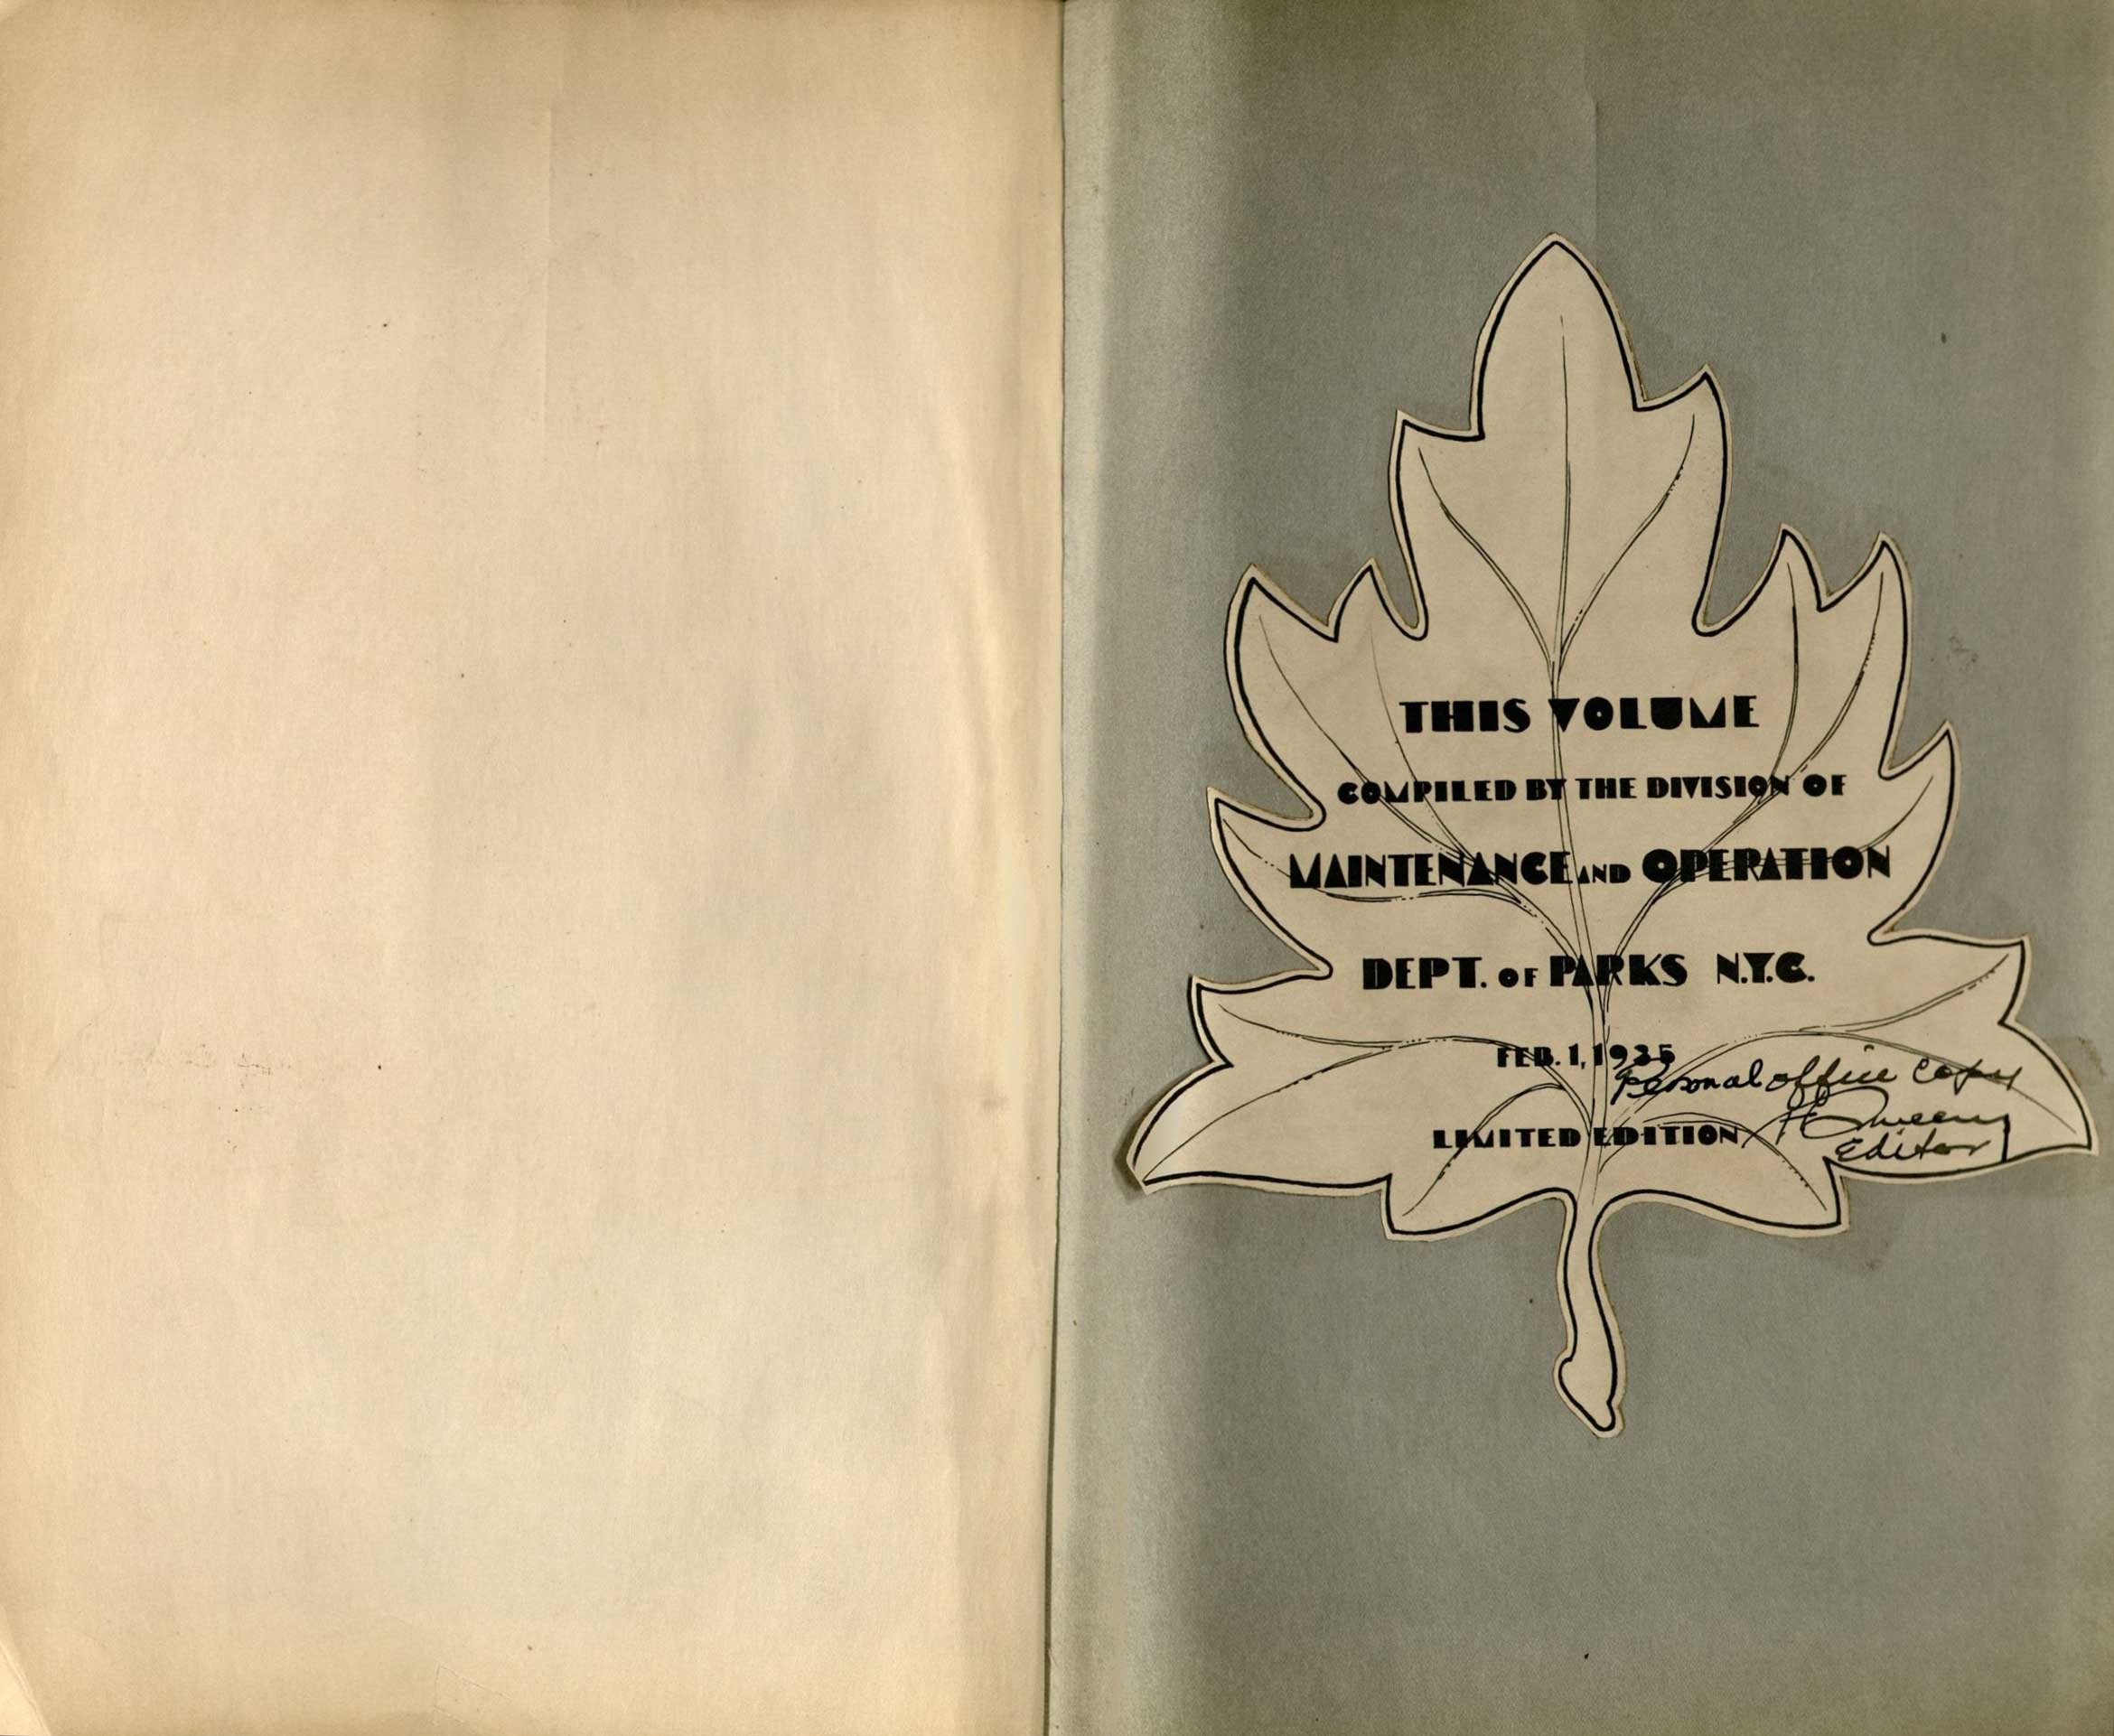 THIS VOLUME
COMPILED BY THE DIVISION OF
MAINTENANCE AND OPERATION
DEPT. OF PARKS N.Y.C.
FEB. 1, 1935
Personal office copy
LIMITED EDITION
Editor